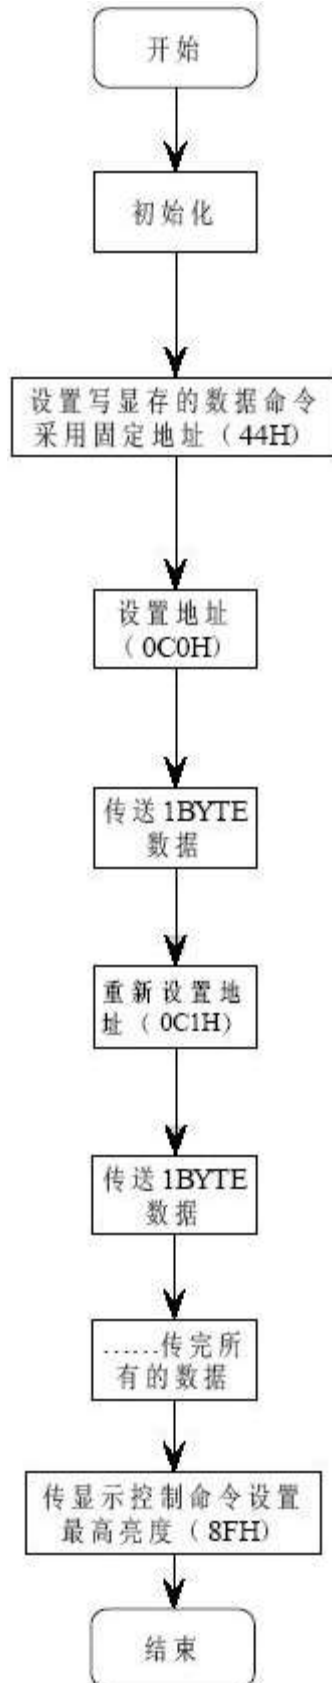 开始
初始化
设置写显存的数据命令
采用固定地址（44H）
设置地址
（0C0H）
传送1BYTE
数据
重新设置地
址（0C1H）
传送1BYTE
数据
……传完所
有的数据
传显示控制命令设置
最高亮度（8FH）
结束